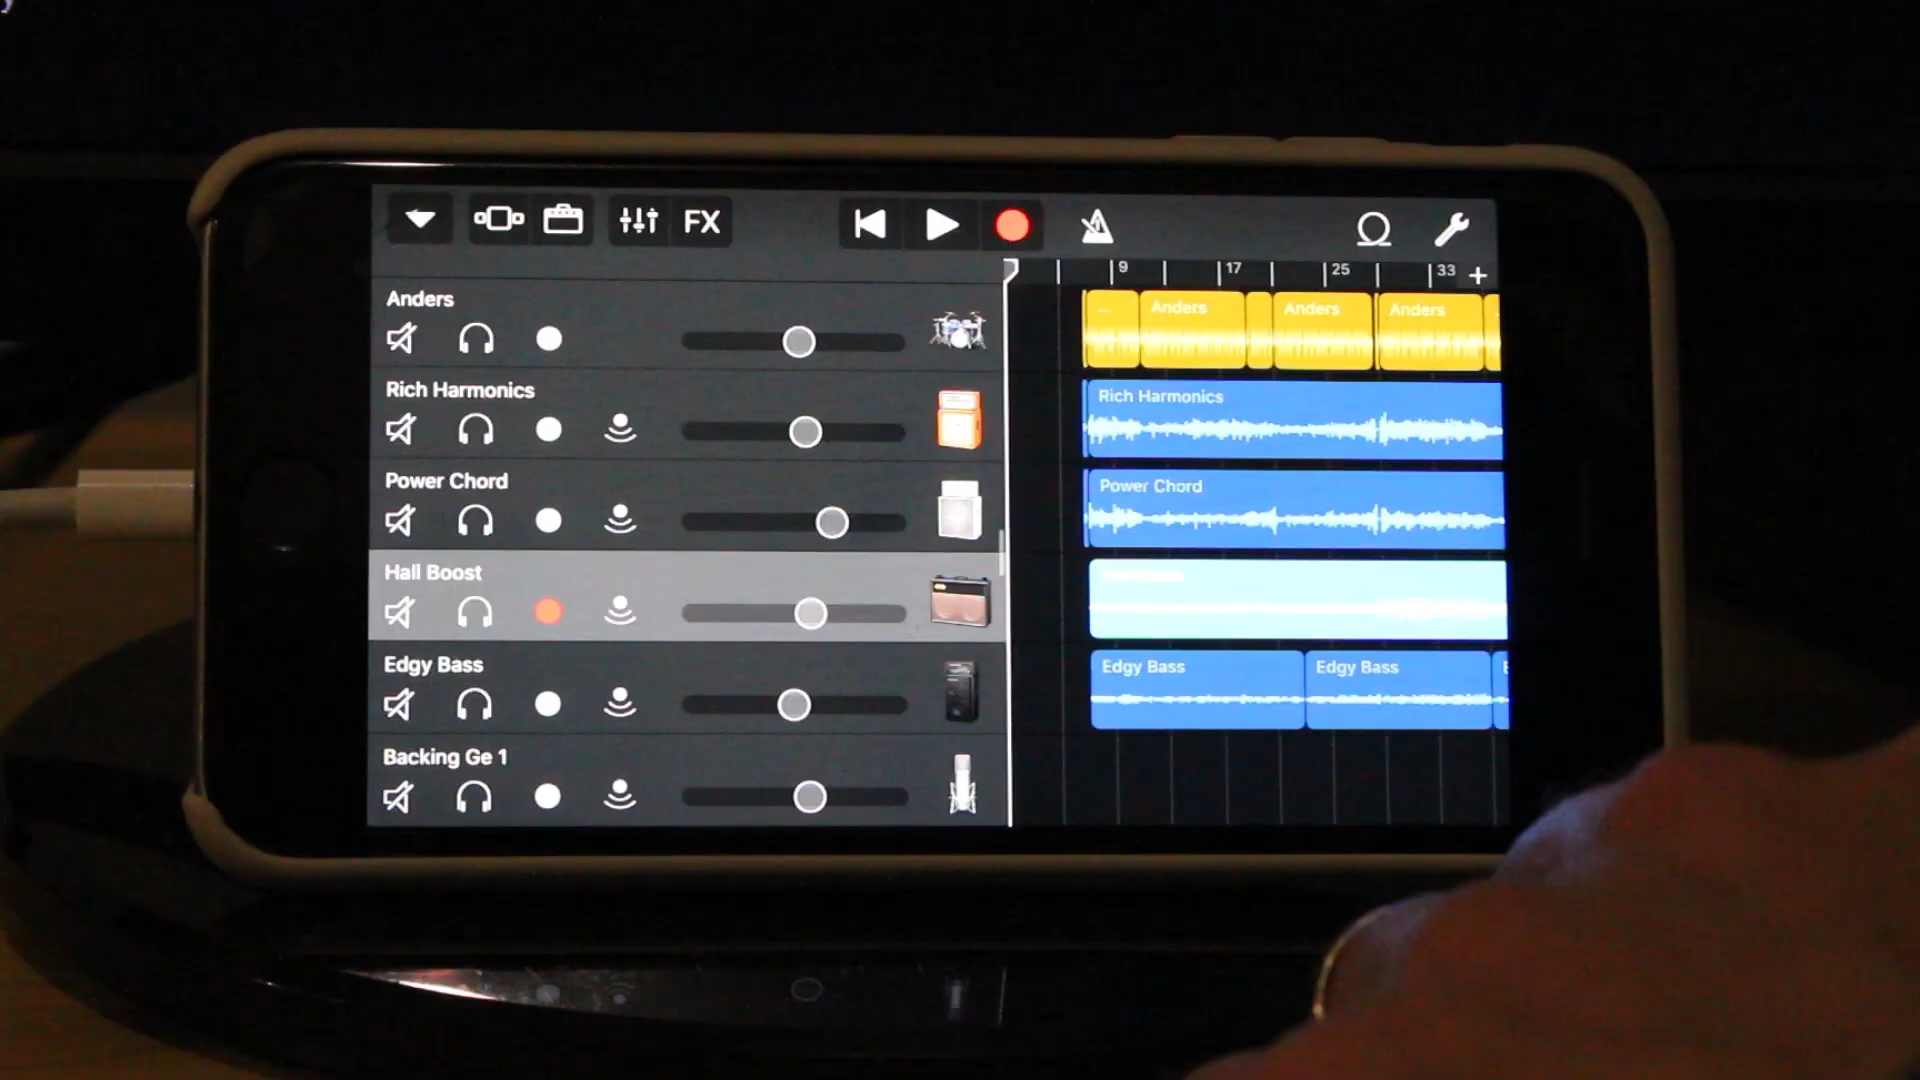 FX
9 17 25 33 +
Anders
Anders Anders Anders
Rich Harmonics
Rich Harmonics
Power Chord
Power Chord
Hall Boost
Edgy Bass
Edgy Bass Edgy Bass
Backing Ge 1